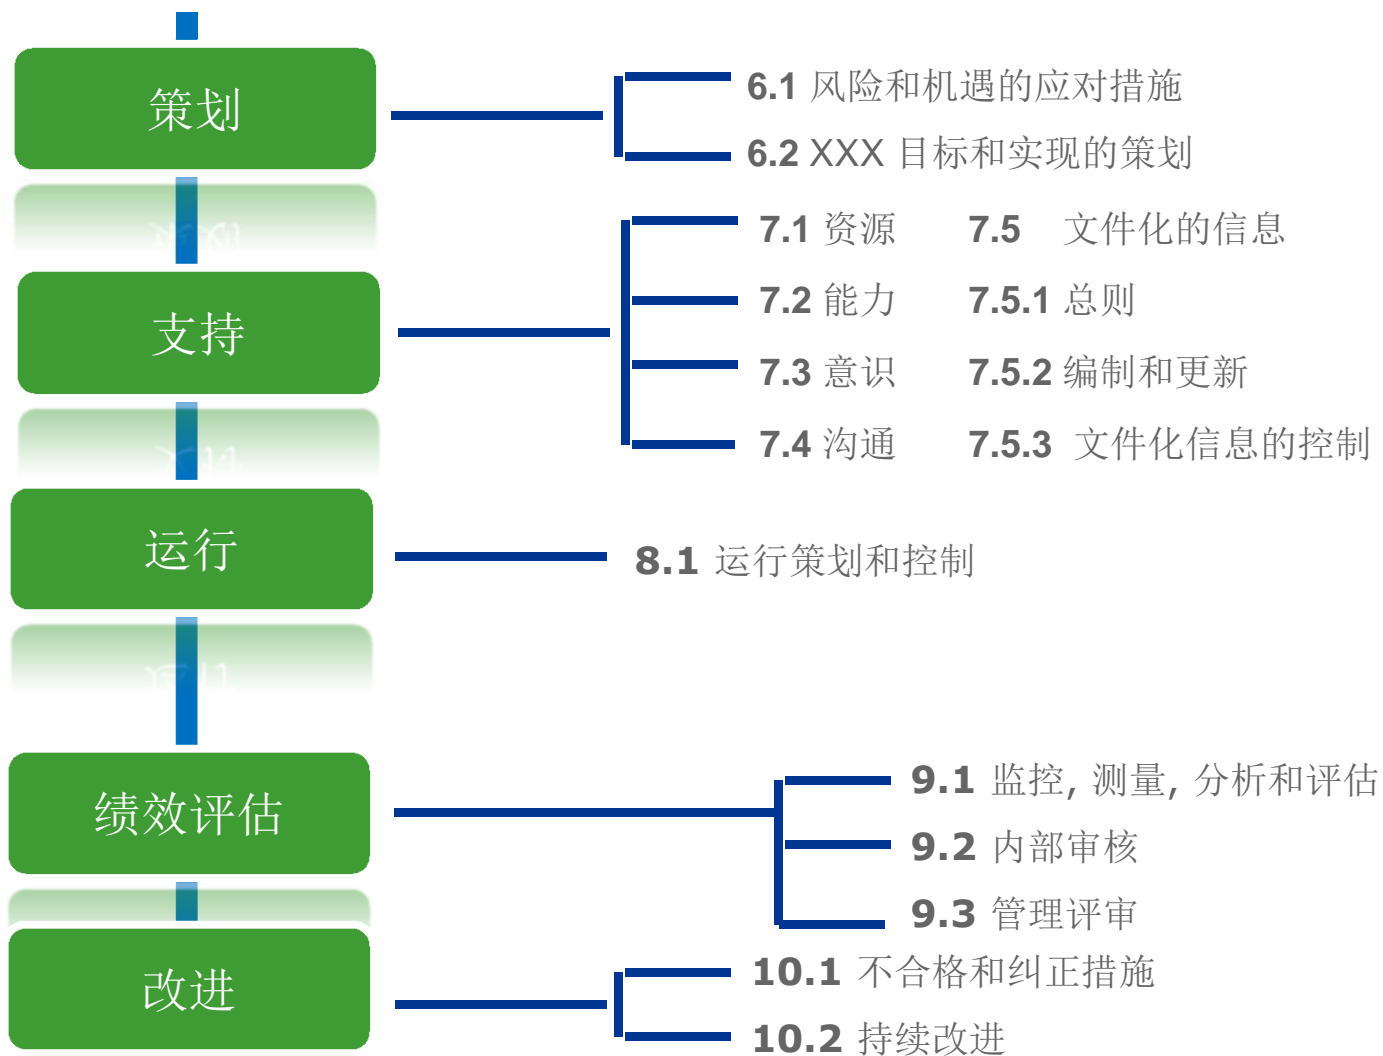 策划
6.1 风险和机遇的应对措施
6.2 XXX 目标和实现的策划
支持
7.1 资源
7.2 能力
7.3 意识
7.4 沟通
7.5 文件化的信息
7.5.1 总则
7.5.2 编制和更新
7.5.3 文件化信息的控制
运行
8.1 运行策划和控制
绩效评估
9.1 监控, 测量, 分析和评估
9.2 内部审核
9.3 管理评审
改进
10.1 不合格和纠正措施
10.2 持续改进